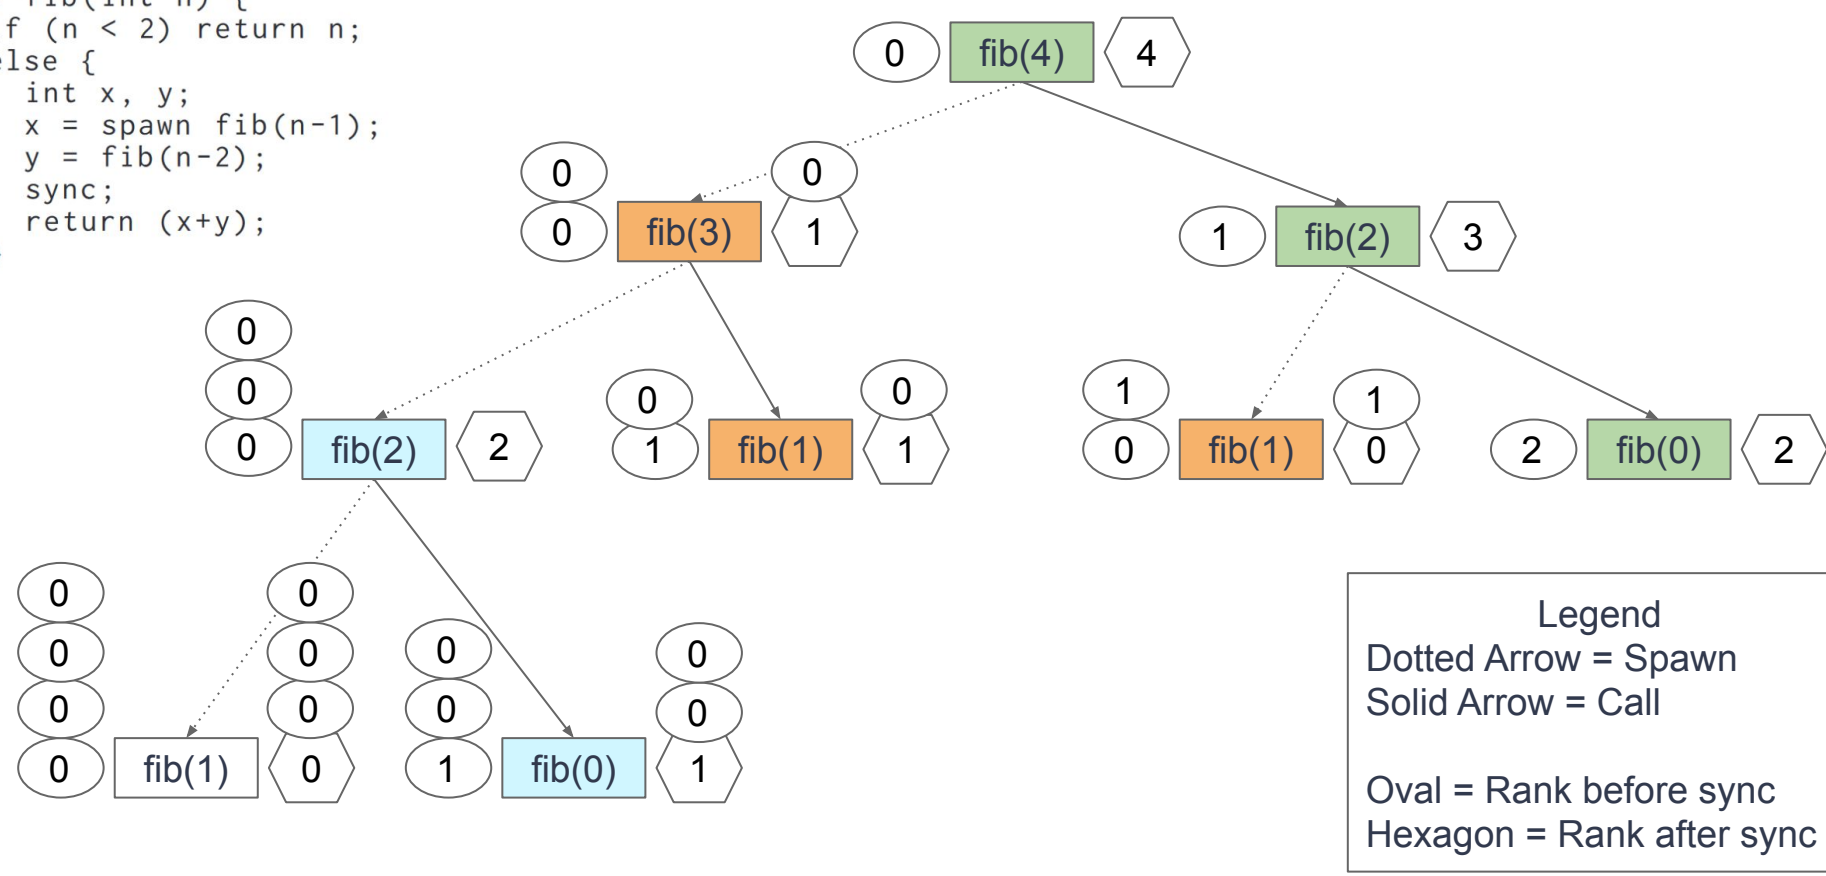 fib(int n) {
f (n < 2) return n;
else {
int x, y;
x = spawn fib(n-1);
y = fib(n-2);
sync;
return (x+y);
0 fib(4) 4
0 0
0 fib(3) 1
1 fib(2) 3
0
0
0 fib(2) 2
0 0
1 fib(1) 1
1 1
0 fib(1) 0
2 fib(0) 2
0 0
0 0
0 0
0 fib(1) 0
0 0
0 0
1 fib(0) 1
Legend
Dotted Arrow = Spawn
Solid Arrow = Call
Oval = Rank before sync
Hexagon = Rank after sync